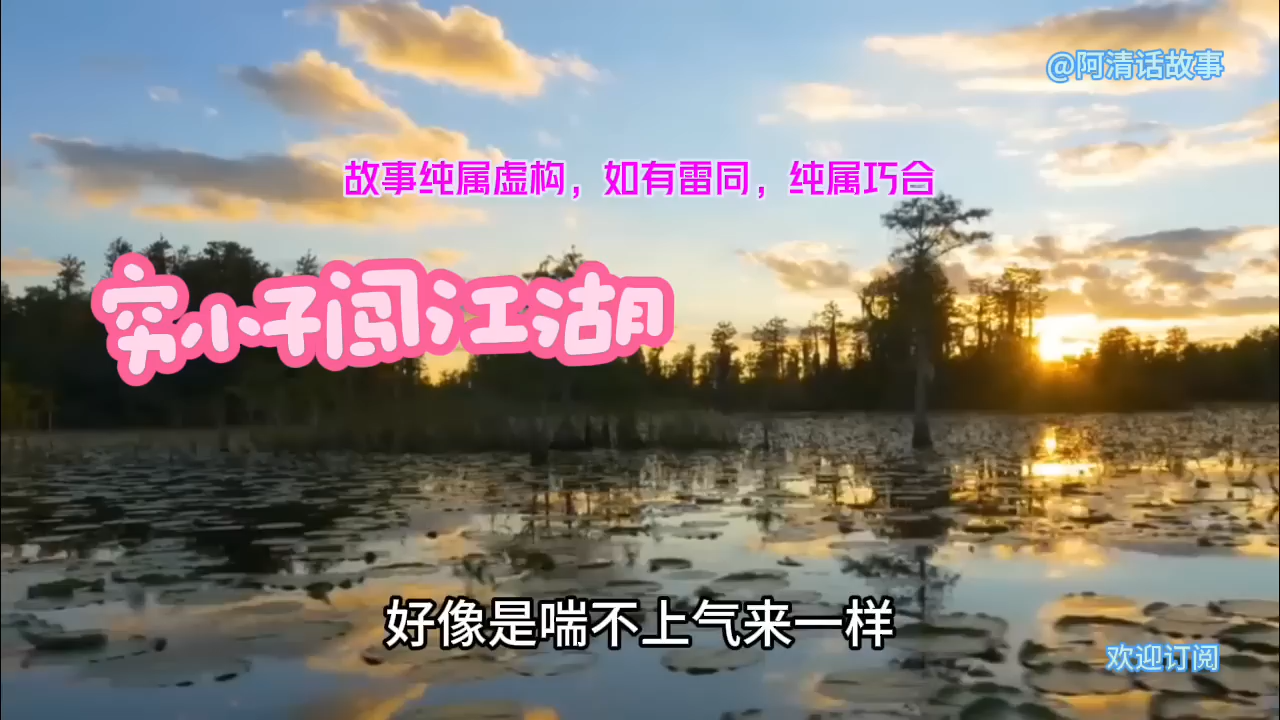 @阿清话故事
故事纯属虚构，如有雷同，纯属巧合
穷小子闯江湖
好像是喘不上气来一样
欢迎订阅